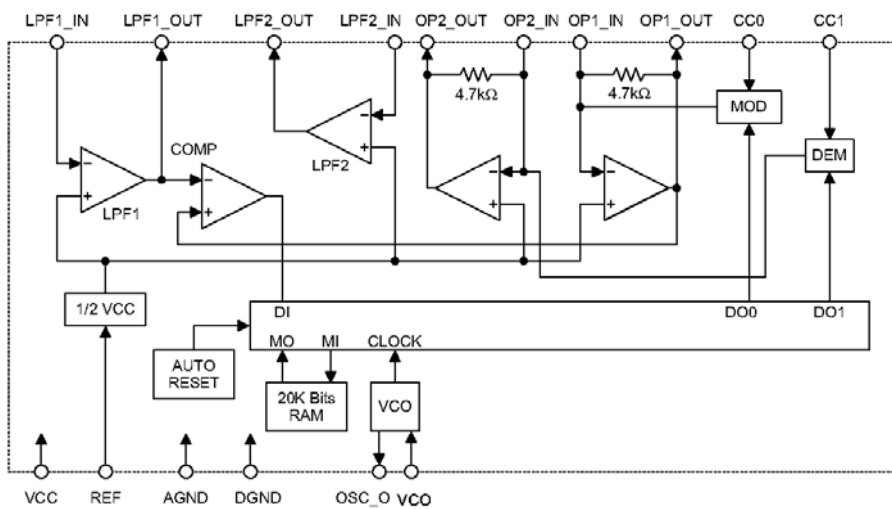 LPF1_IN LPF1_OUT LPF2_OUT LPF2_IN OP2_OUT OP2_IN OP1_IN OP1_OUT CC0 CC1
4.7kΩ 4.7kΩ MOD
COMP DEM
LPF2
LPF1
1/2 VCC
DI DO0 DO1
MO MI CLOCK
AUTO
RESET
20K Bits
RAM
VCO
VCC REF AGND DGND OSC_O VCO